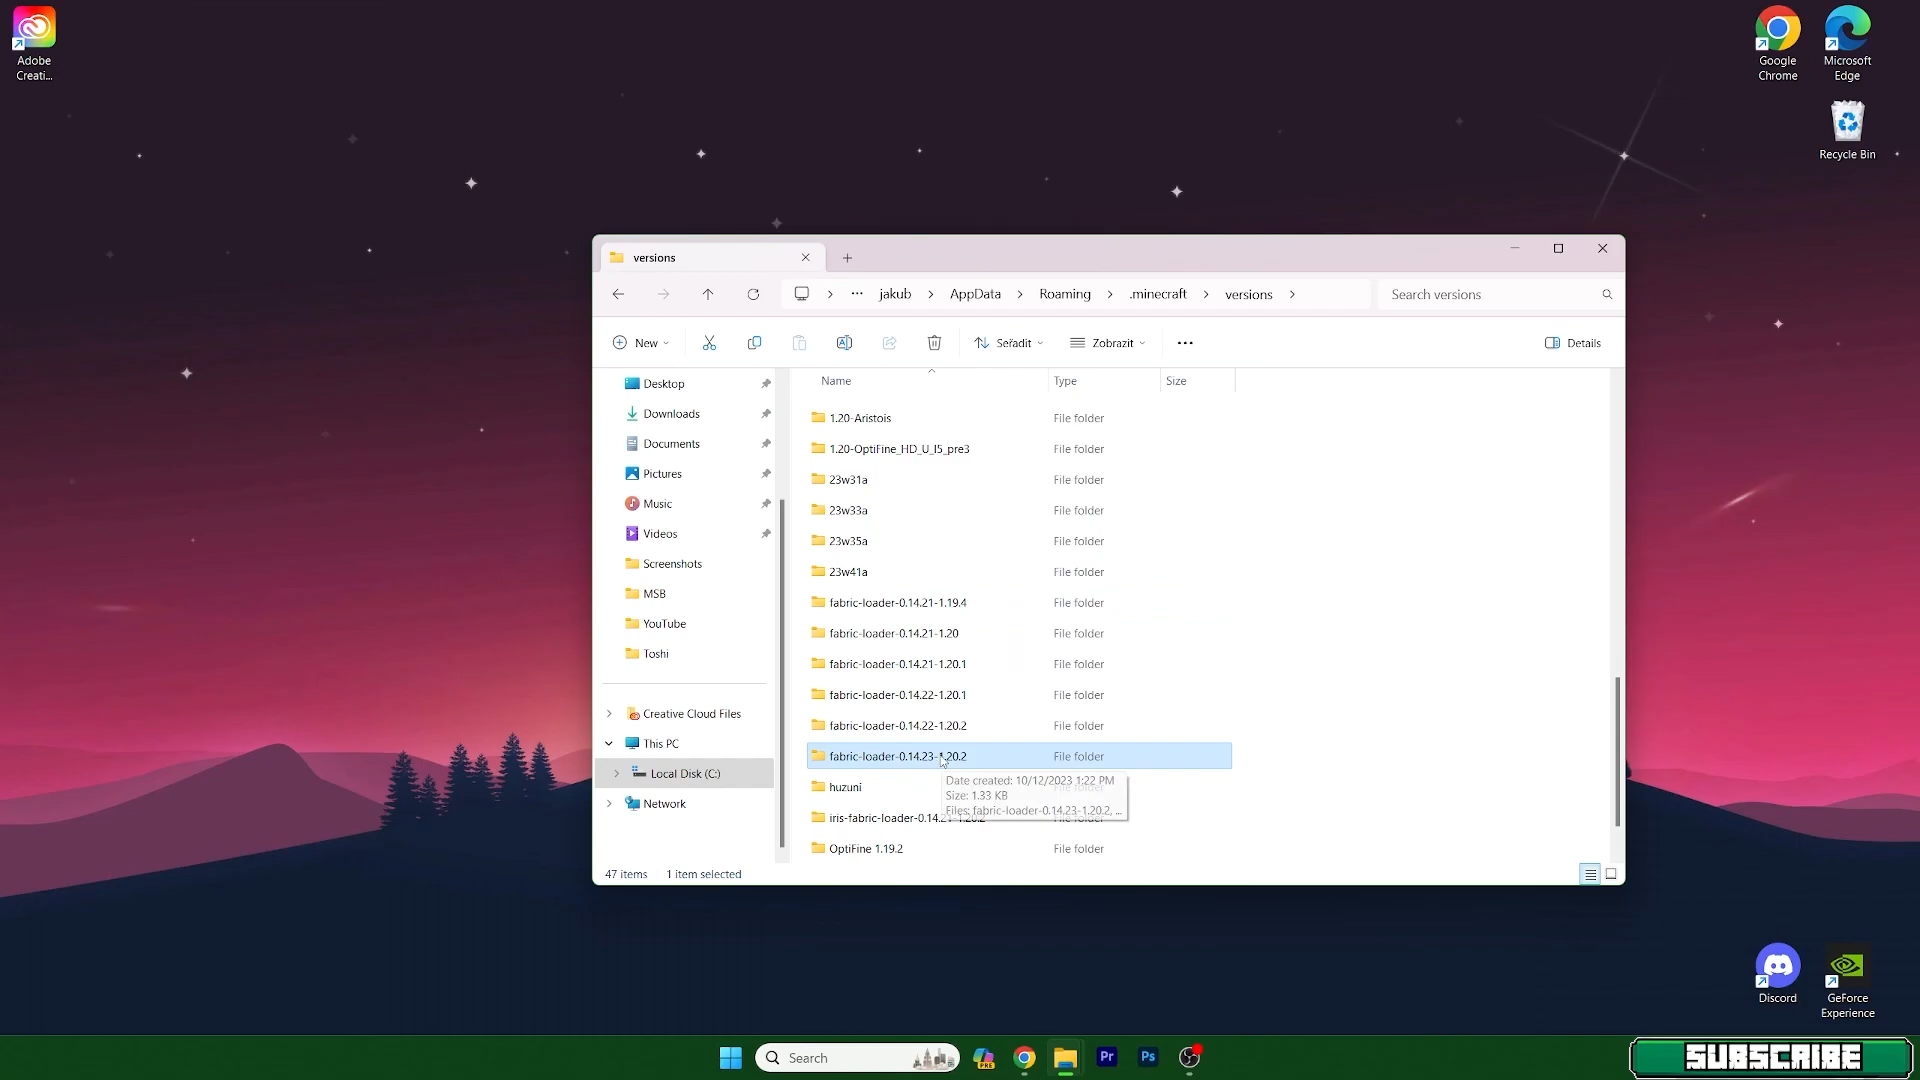 Adobe
Creati...
Google
Chrome
Microsoft
Edge
Recycle Bin
versions
jakub
AppData
Roaming
.minecraft
versions
Search versions
New
Seřadit
Zobrazit
Details
Name
Type
Size
Desktop
Downloads
Documents
Pictures
Music
Videos
Screenshots
MSB
YouTube
Toshi
Creative Cloud Files
This PC
Local Disk (C:)
Network
1.20-Aristois File folder
1.20-OptiFine_HD_U_I5_pre3 File folder
23w31a File folder
23w33a File folder
23w35a File folder
23w41a File folder
fabric-loader-0.14.21-1.19.4 File folder
fabric-loader-0.14.21-1.20 File folder
fabric-loader-0.14.21-1.20.1 File folder
fabric-loader-0.14.22-1.20.1 File folder
fabric-loader-0.14.22-1.20.2 File folder
fabric-loader-0.14.23-1.20.2 File folder
Date created: 10/12/2023 1:22 PM
Size: 1.33 KB
Files: fabric-loader-0.14.23-1.20.2, ...
huzuni File folder
iris-fabric-loader-0.14.21-1.20.2 File folder
OptiFine 1.19.2 File folder
47 items
1 item selected
Discord
GeForce
Experience
Search
PRE
Pr
Ps
SUBSCRIBE